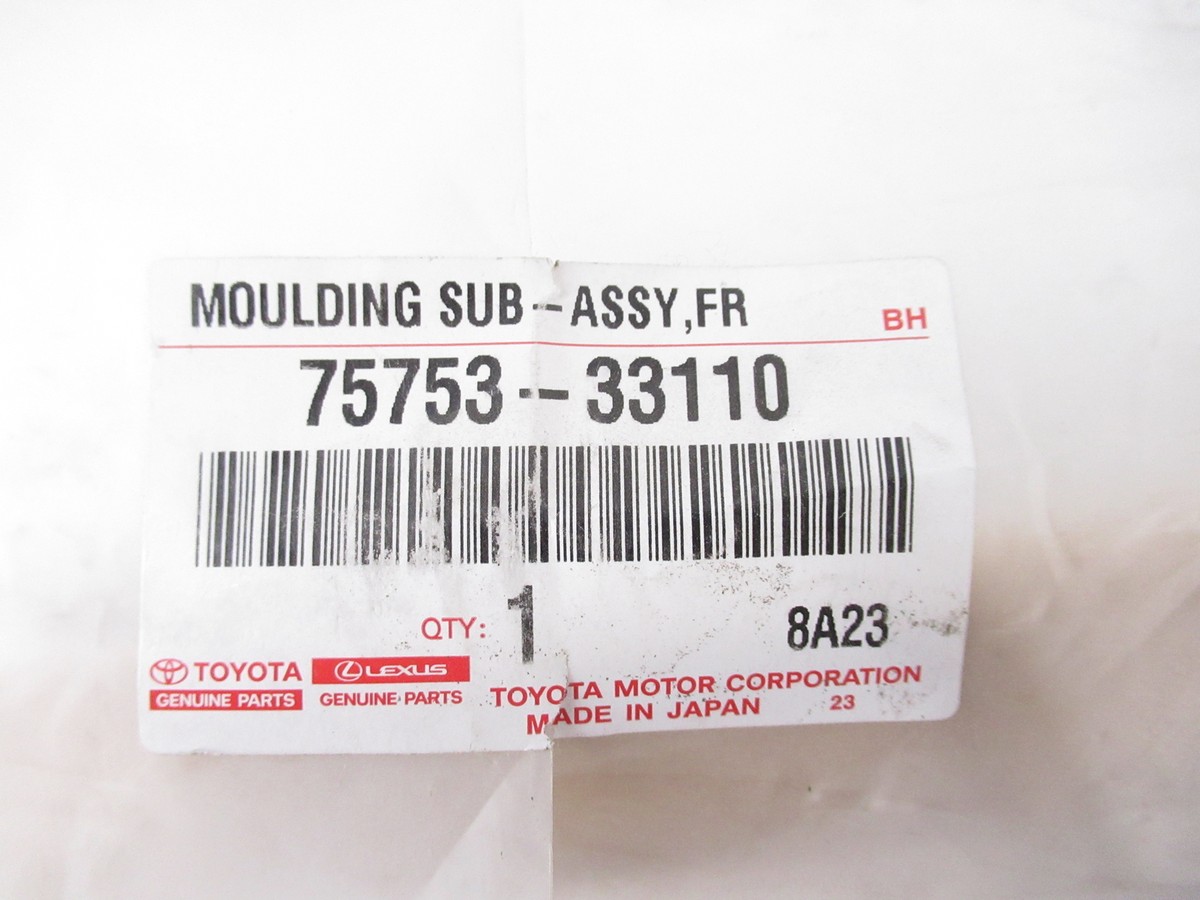 MOULDING SUB-ASSY,FR
BH
75753-33110
QTY: 1
8A23
TOYOTA
GENUINE PARTS
LEXUS
GENUINE PARTS
TOYOTA MOTOR CORPORATION
MADE IN JAPAN 23